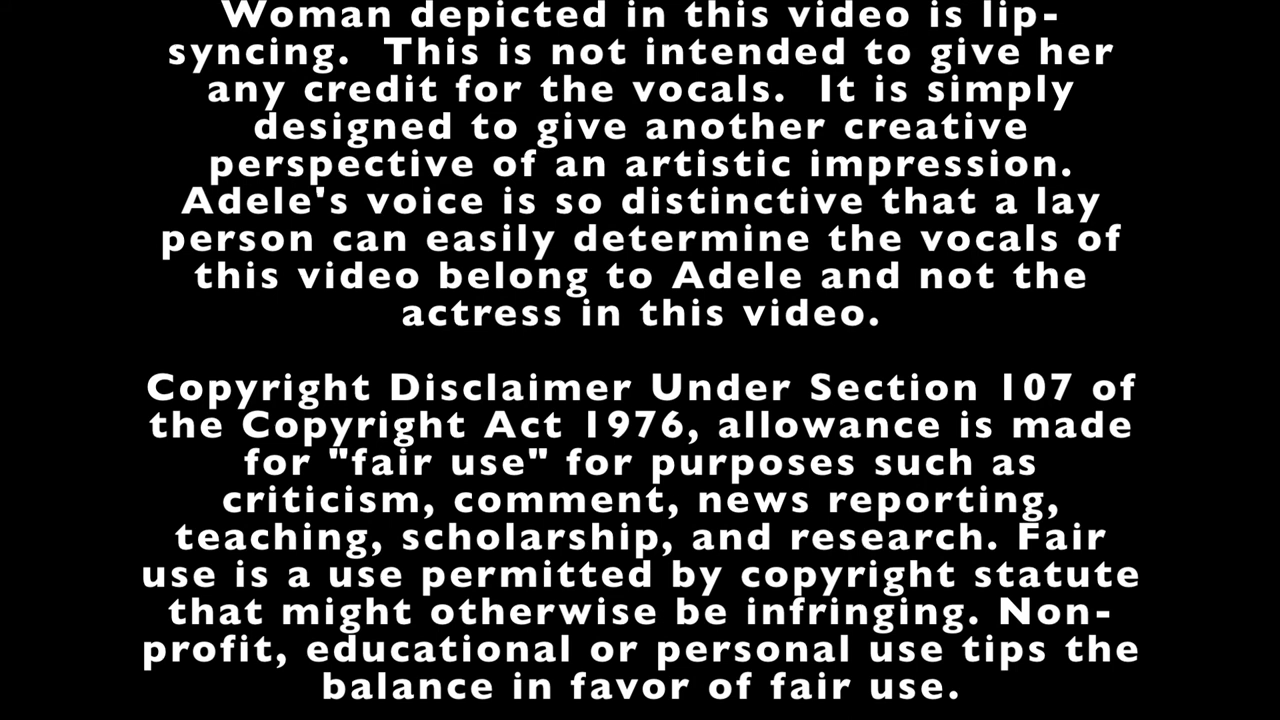 Woman depicted in this video is lip-
syncing.  This is not intended to give her
any credit for the vocals.  It is simply
designed to give another creative
perspective of an artistic impression.
Adele's voice is so distinctive that a lay
person can easily determine the vocals of
this video belong to Adele and not the
actress in this video.
Copyright Disclaimer Under Section 107 of
the Copyright Act 1976, allowance is made
for "fair use" for purposes such as
criticism, comment, news reporting,
teaching, scholarship, and research. Fair
use is a use permitted by copyright statute
that might otherwise be infringing. Non-
profit, educational or personal use tips the
balance in favor of fair use.